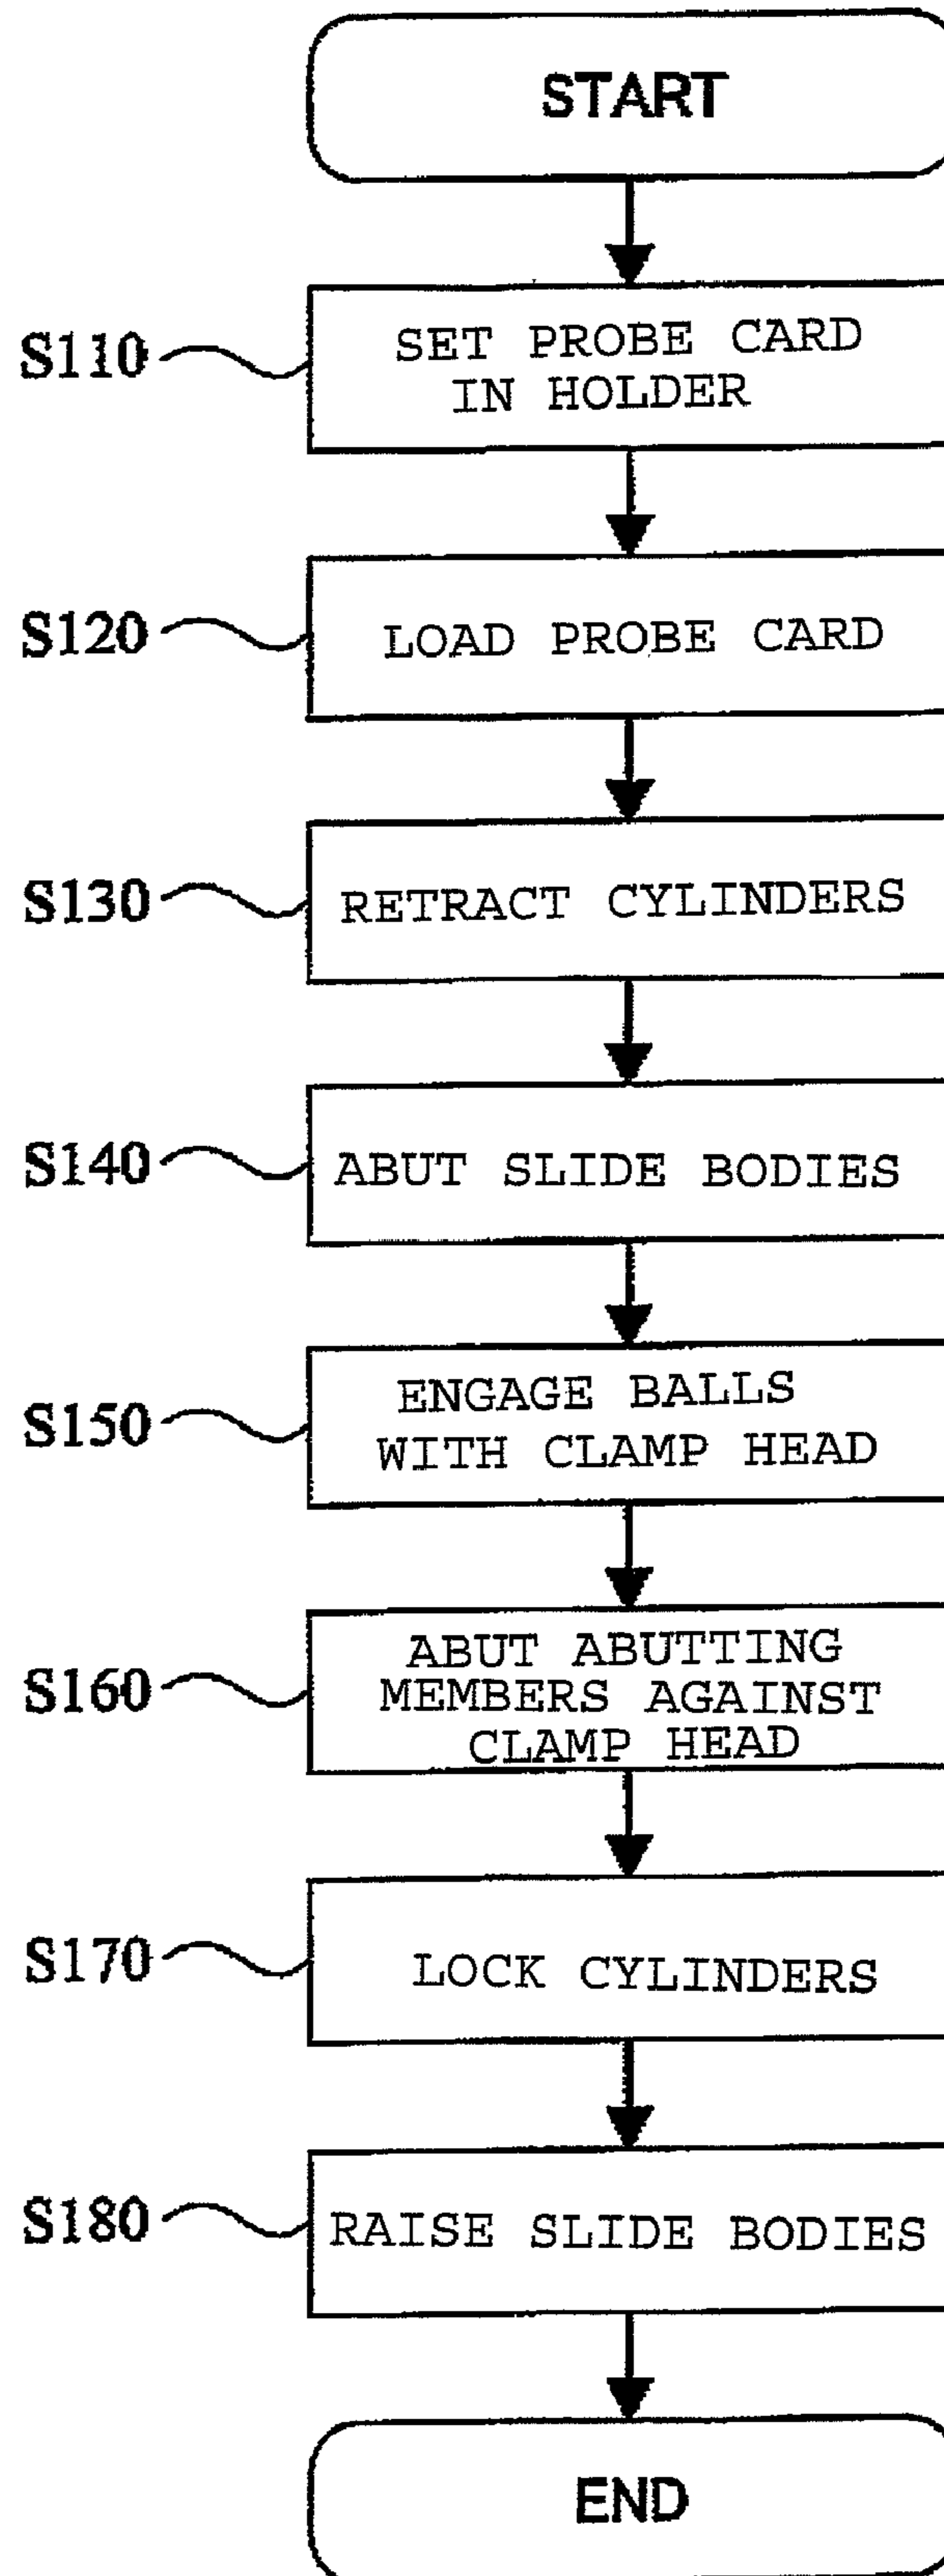 START
S110
SET PROBE CARD
IN HOLDER
S120
LOAD PROBE CARD
S130
RETRACT CYLINDERS
S140
ABUT SLIDE BODIES
S150
ENGAGE BALLS
WITH CLAMP HEAD
S160
ABUT ABUTTING
MEMBERS AGAINST
CLAMP HEAD
S170
LOCK CYLINDERS
S180
RAISE SLIDE BODIES
END